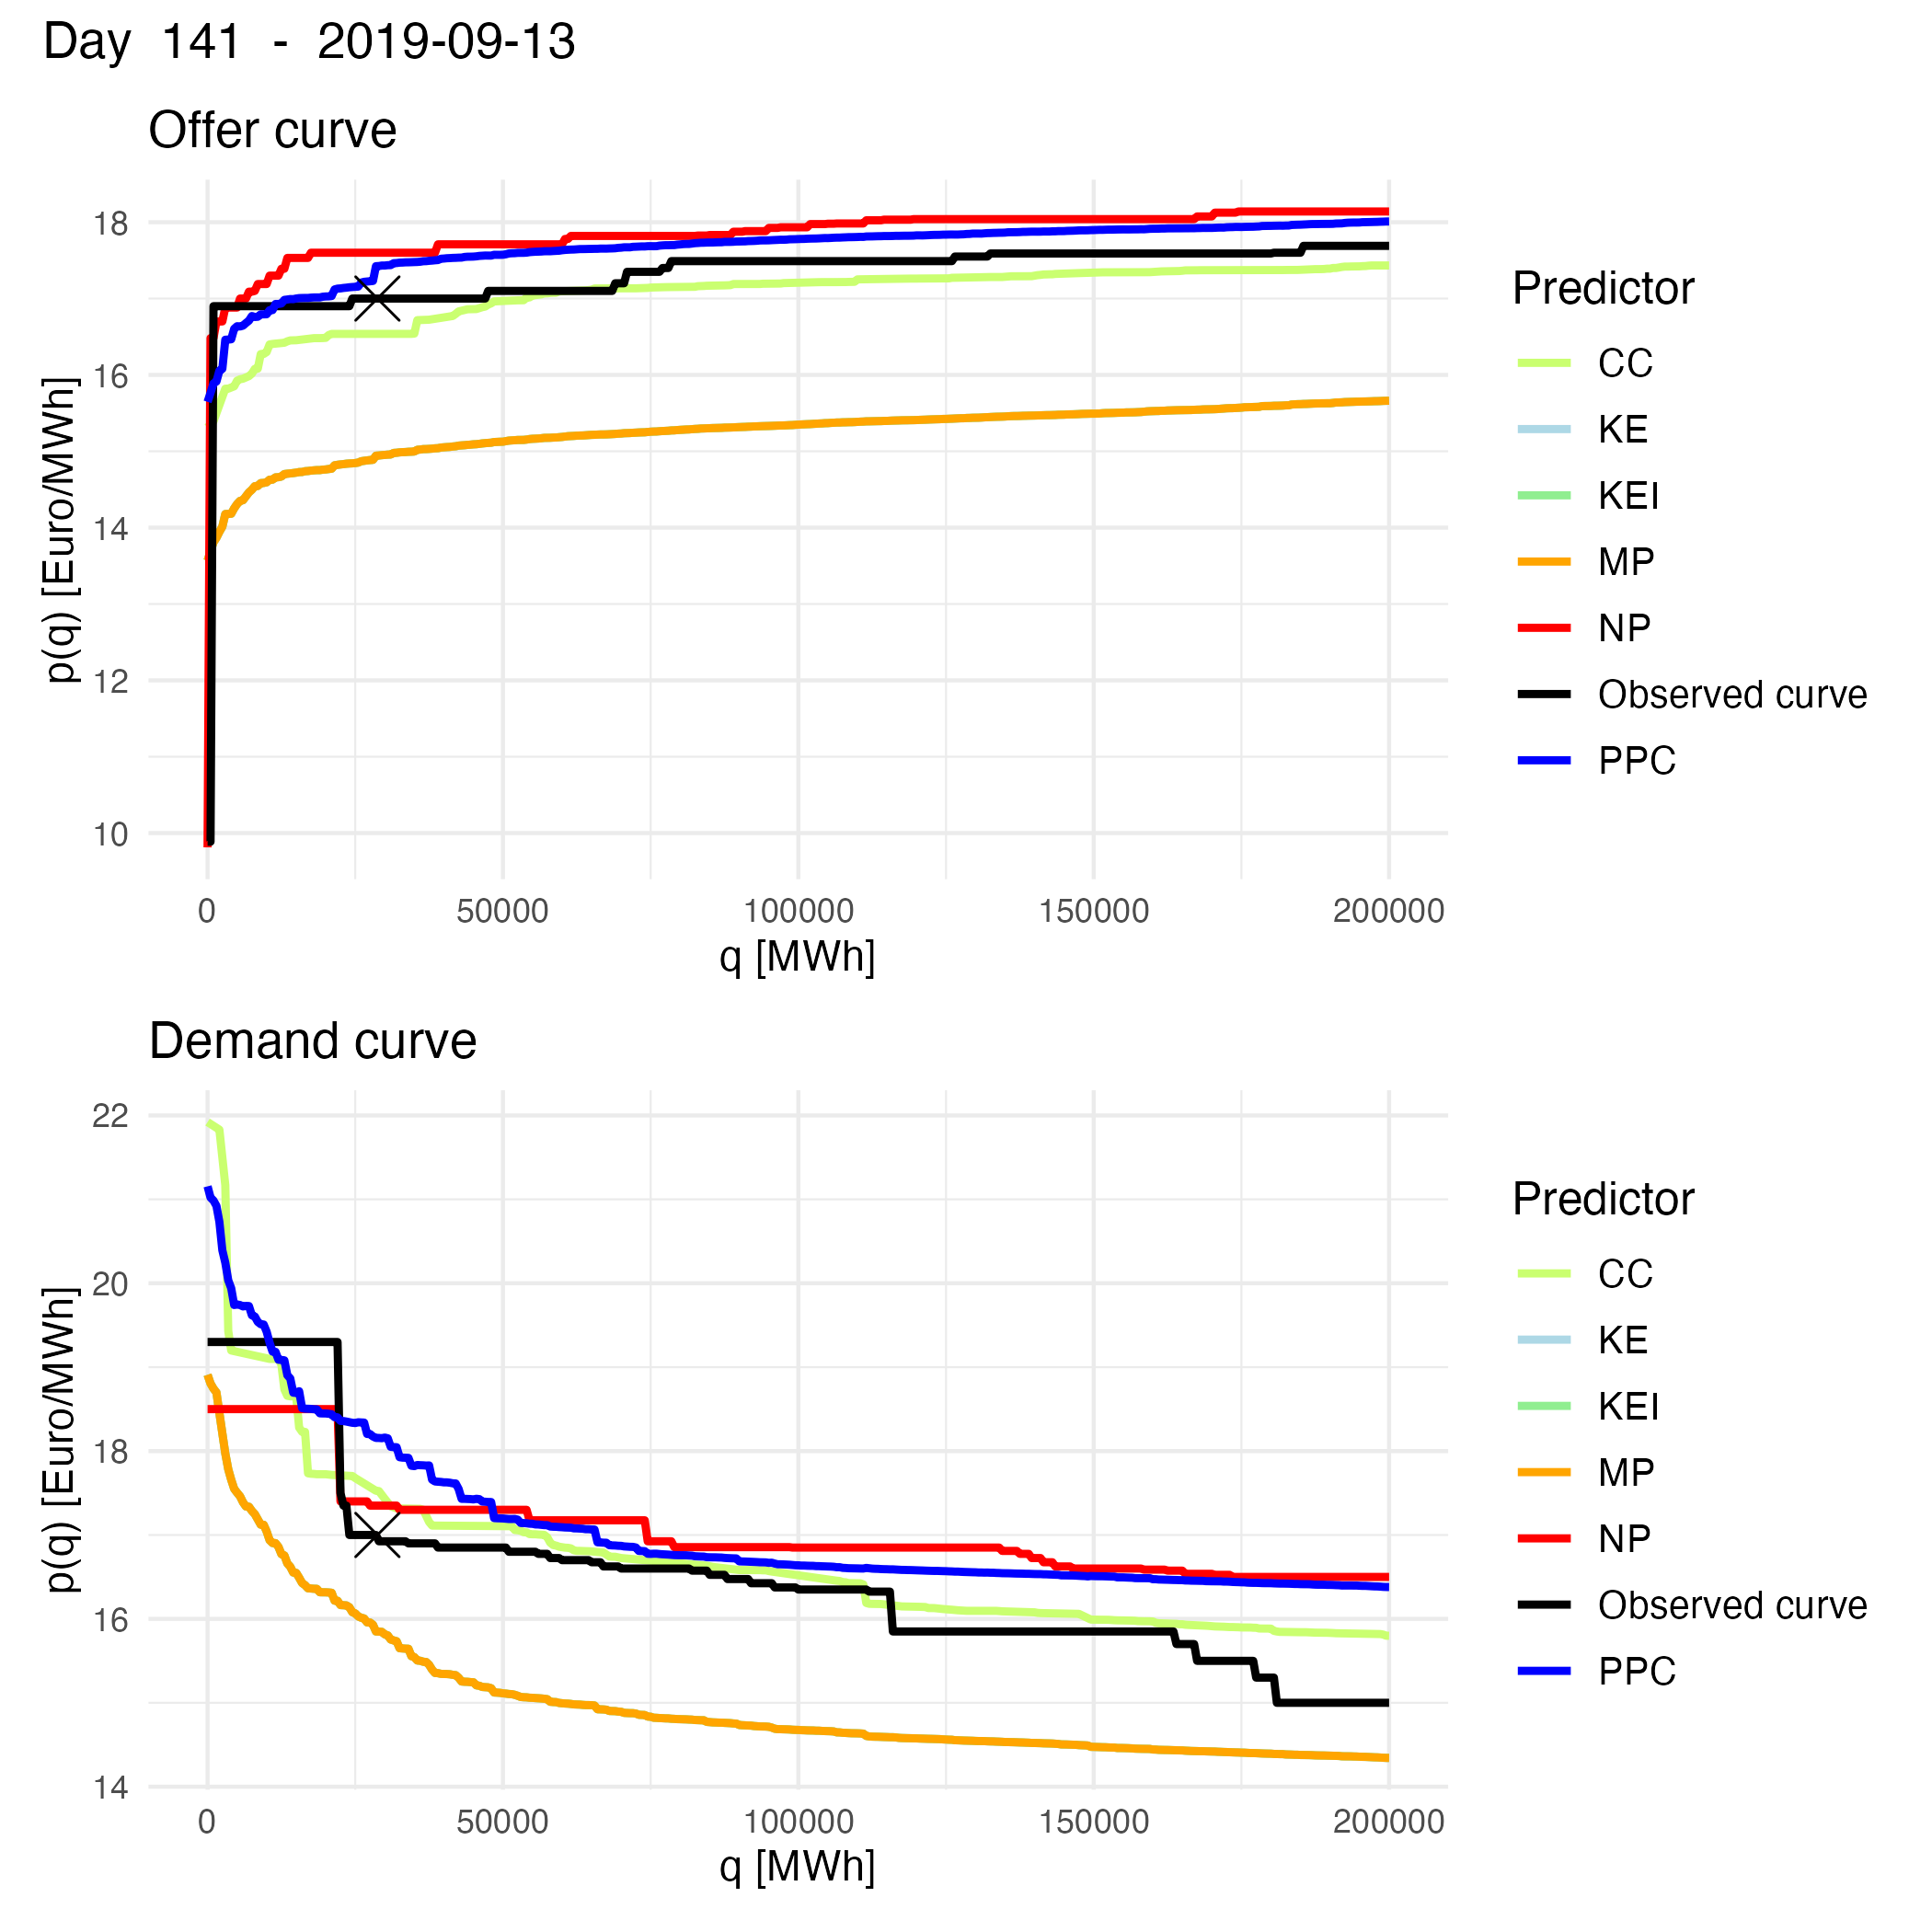 Day 141 - 2019-09-13
Offer curve
p(q) [Euro/MWh]
18
16
14
12
10
0 50000 100000 150000 200000
q [MWh]
Predictor
CC
KE
KEI
MP
NP
Observed curve
PPC
Demand curve
p(q) [Euro/MWh]
22
20
18
16
14
0 50000 100000 150000 200000
q [MWh]
Predictor
CC
KE
KEI
MP
NP
Observed curve
PPC